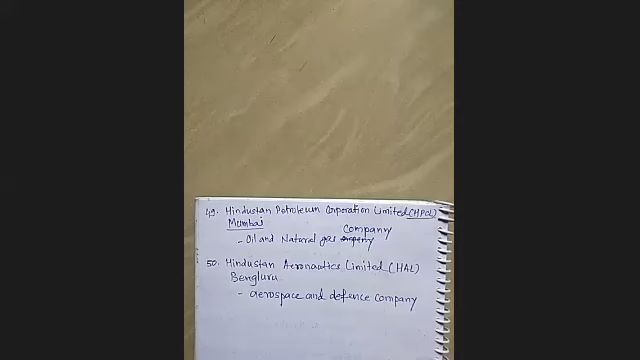 49. Hindustan Petroleum Corporation Limited (HPCL)
Mumbai
Company
- Oil and Natural gas company
50. Hindustan Aeronautics Limited (HAL)
Bengluru
- aerospace and defence company